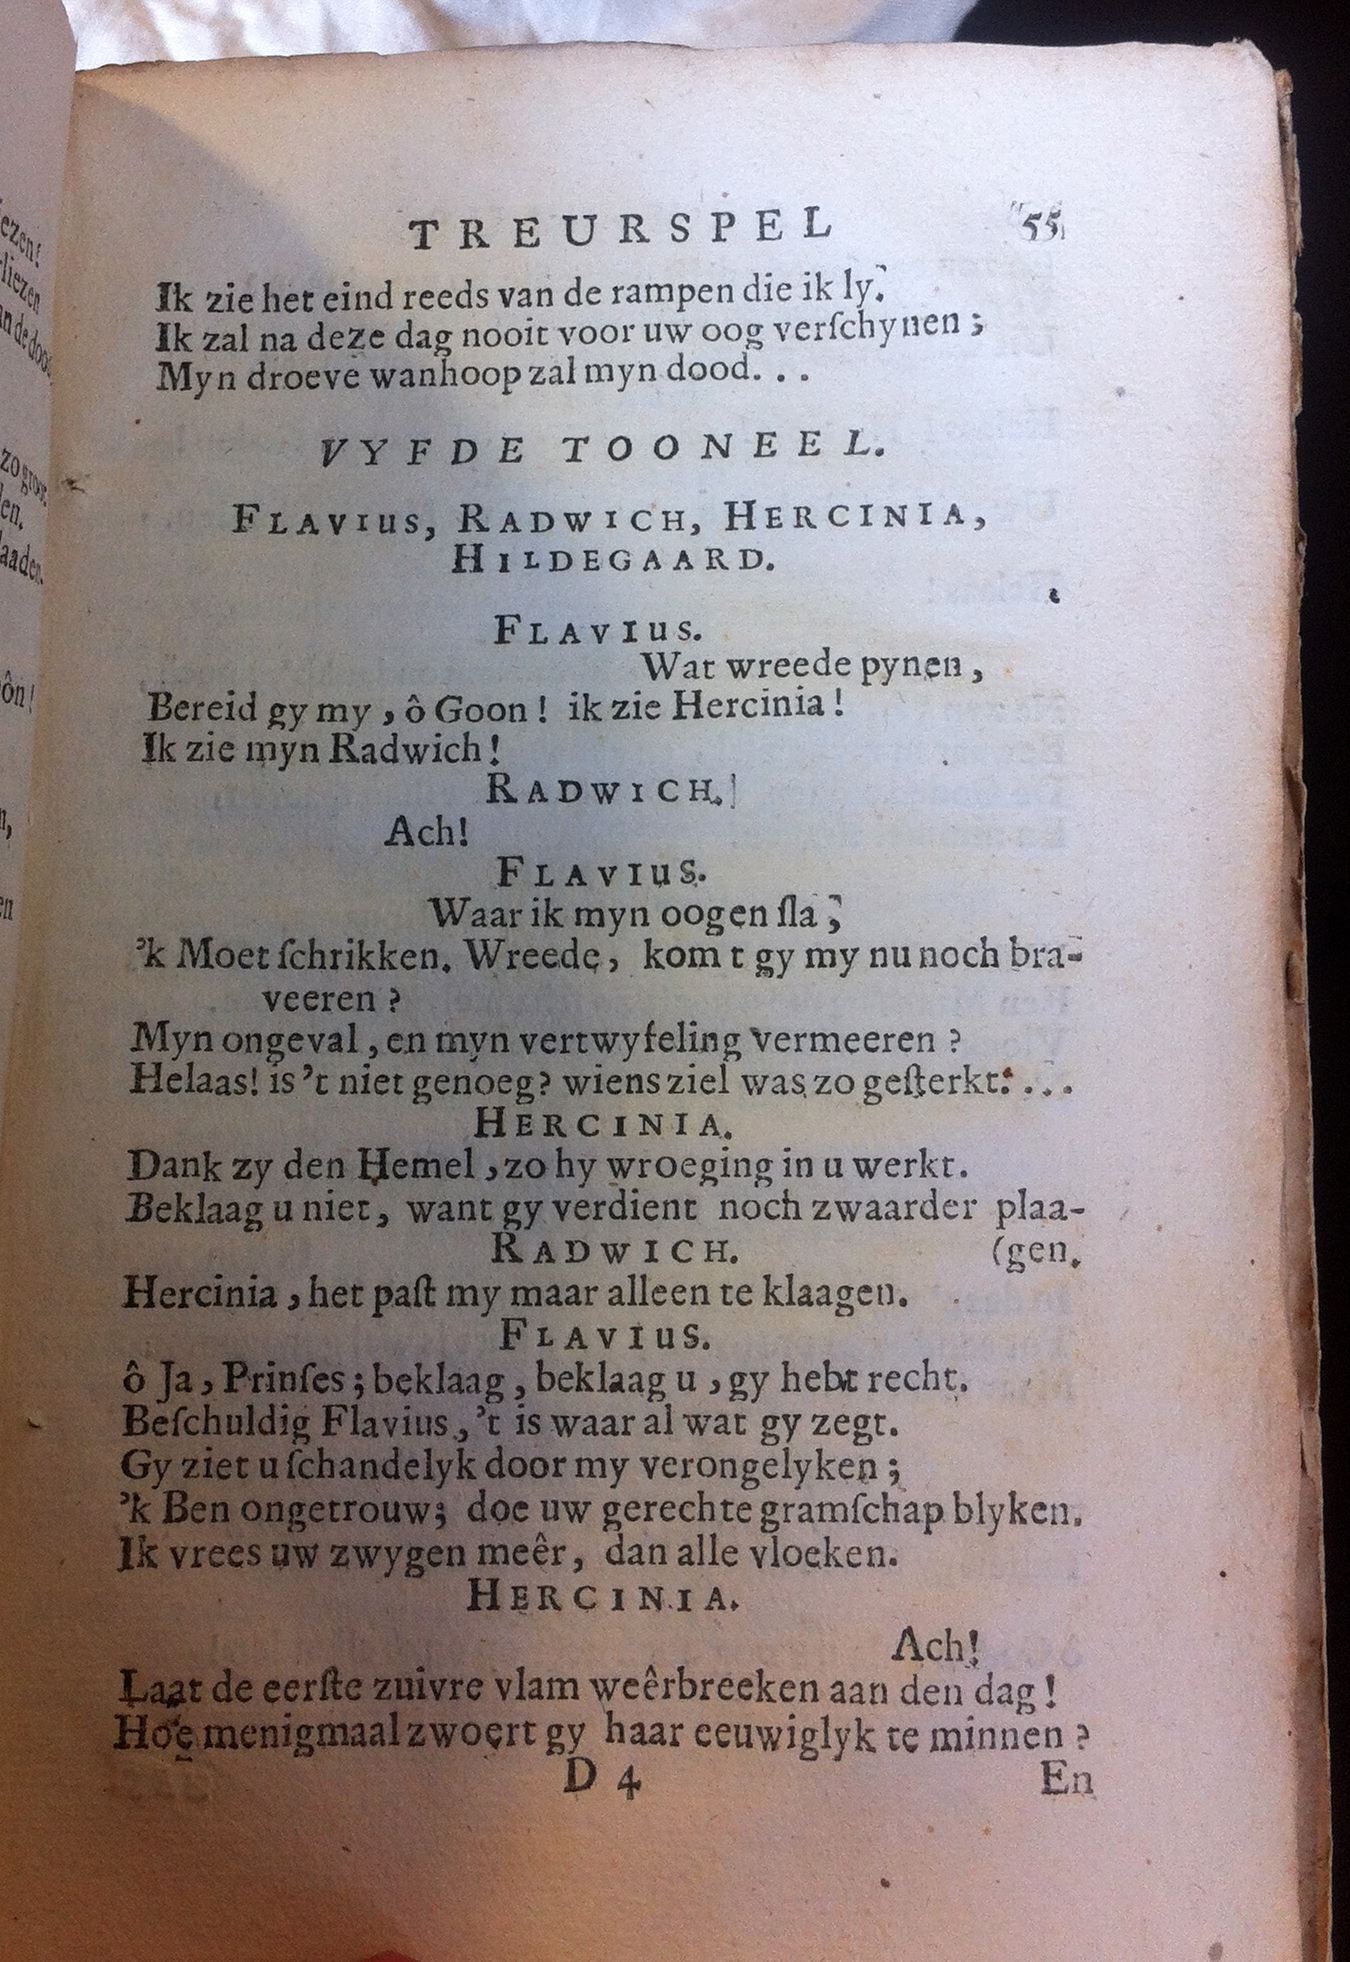 TREURSPEL 55
Ik zie het eind reeds van de rampen die ik ly.
Ik zal na deze dag nooit voor uw oog verſchynen;
Myn droeve wanhoop zal myn dood. . .
VYFDE TOONEEL.
FLAVIUS, RADWICH, HERCINIA,
HILDEGAARD.
FLAVIUS.
Wat wreede pynen,
Bereid gy my, ô Goon! ik zie Hercinia!
Ik zie myn Radwich!
RADWICH.
Ach!
FLAVIUS.
Waar ik myn oogen ſla,
'k Moet ſchrikken. Wreede, kom t gy my nu noch bra-
veeren?
Myn ongeval, en myn vertwyfeling vermeeren?
Helaas! is 't niet genoeg? wiens ziel was zo geſterkt. . . .
HERCINIA.
Dank zy den Hemel, zo hy wroeging in u werkt.
Beklaag u niet, want gy verdient noch zwaarder plaa-
RADWICH. (gen.
Hercinia, het paſt my maar alleen te klaagen.
FLAVIUS.
ô Ja, Prinſes; beklaag, beklaag u, gy hebt recht.
Beſchuldig Flavius, 't is waar al wat gy zegt.
Gy ziet u ſchandelyk door my verongelyken;
'k Ben ongetrouw; doe uw gerechte gramſchap blyken.
Ik vrees uw zwygen meêr, dan alle vloeken.
HERCINIA.
Ach!
Laat de eerſte zuivre vlam weêrbreeken aan den dag!
Hoe menigmaal zwoert gy haar eeuwiglyk te minnen?
D 4 En